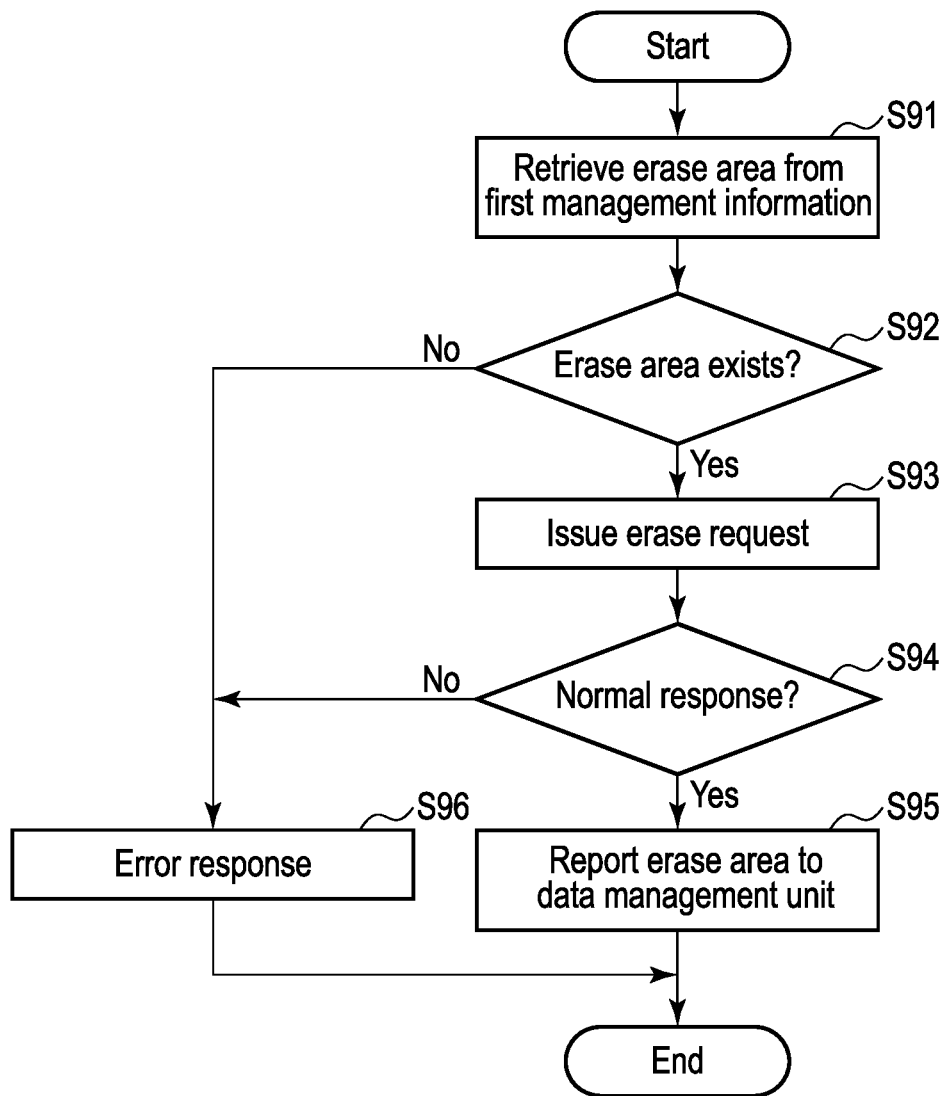 Start
S91
Retrieve erase area from
first management information
S92
No
Erase area exists?
Yes
S93
Issue erase request
S94
No
Normal response?
Yes
S96
S95
Error response
Report erase area to
data management unit
End